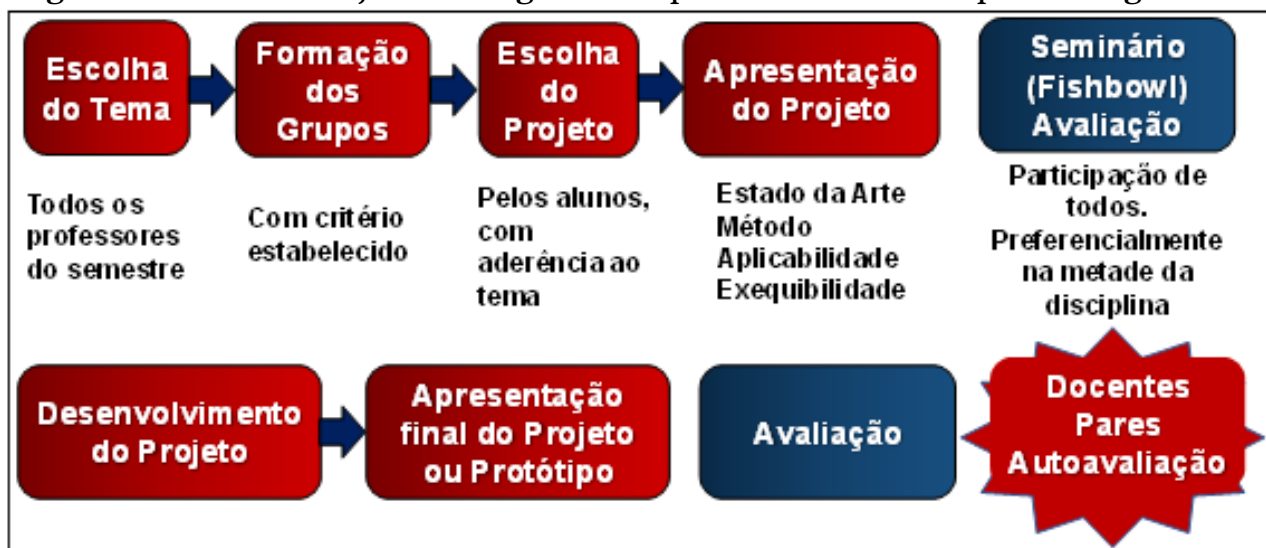 Escolha
do Tema
Formação
dos
Grupos
Escolha
do
Projeto
Apresentação
do Projeto
Seminário
(Fishbowl)
Avaliação
Todos os
professores
do semestre
Com critério
estabelecido
Pelos alunos,
com
aderência ao
tema
Estado da Arte
Método
Aplicabilidade
Exequibilidade
Participação de
todos.
Preferencialmente
na metade da
disciplina
Desenvolvimento
do Projeto
Apresentação
final do Projeto
ou Protótipo
Avaliação
Docentes
Pares
Autoavaliação